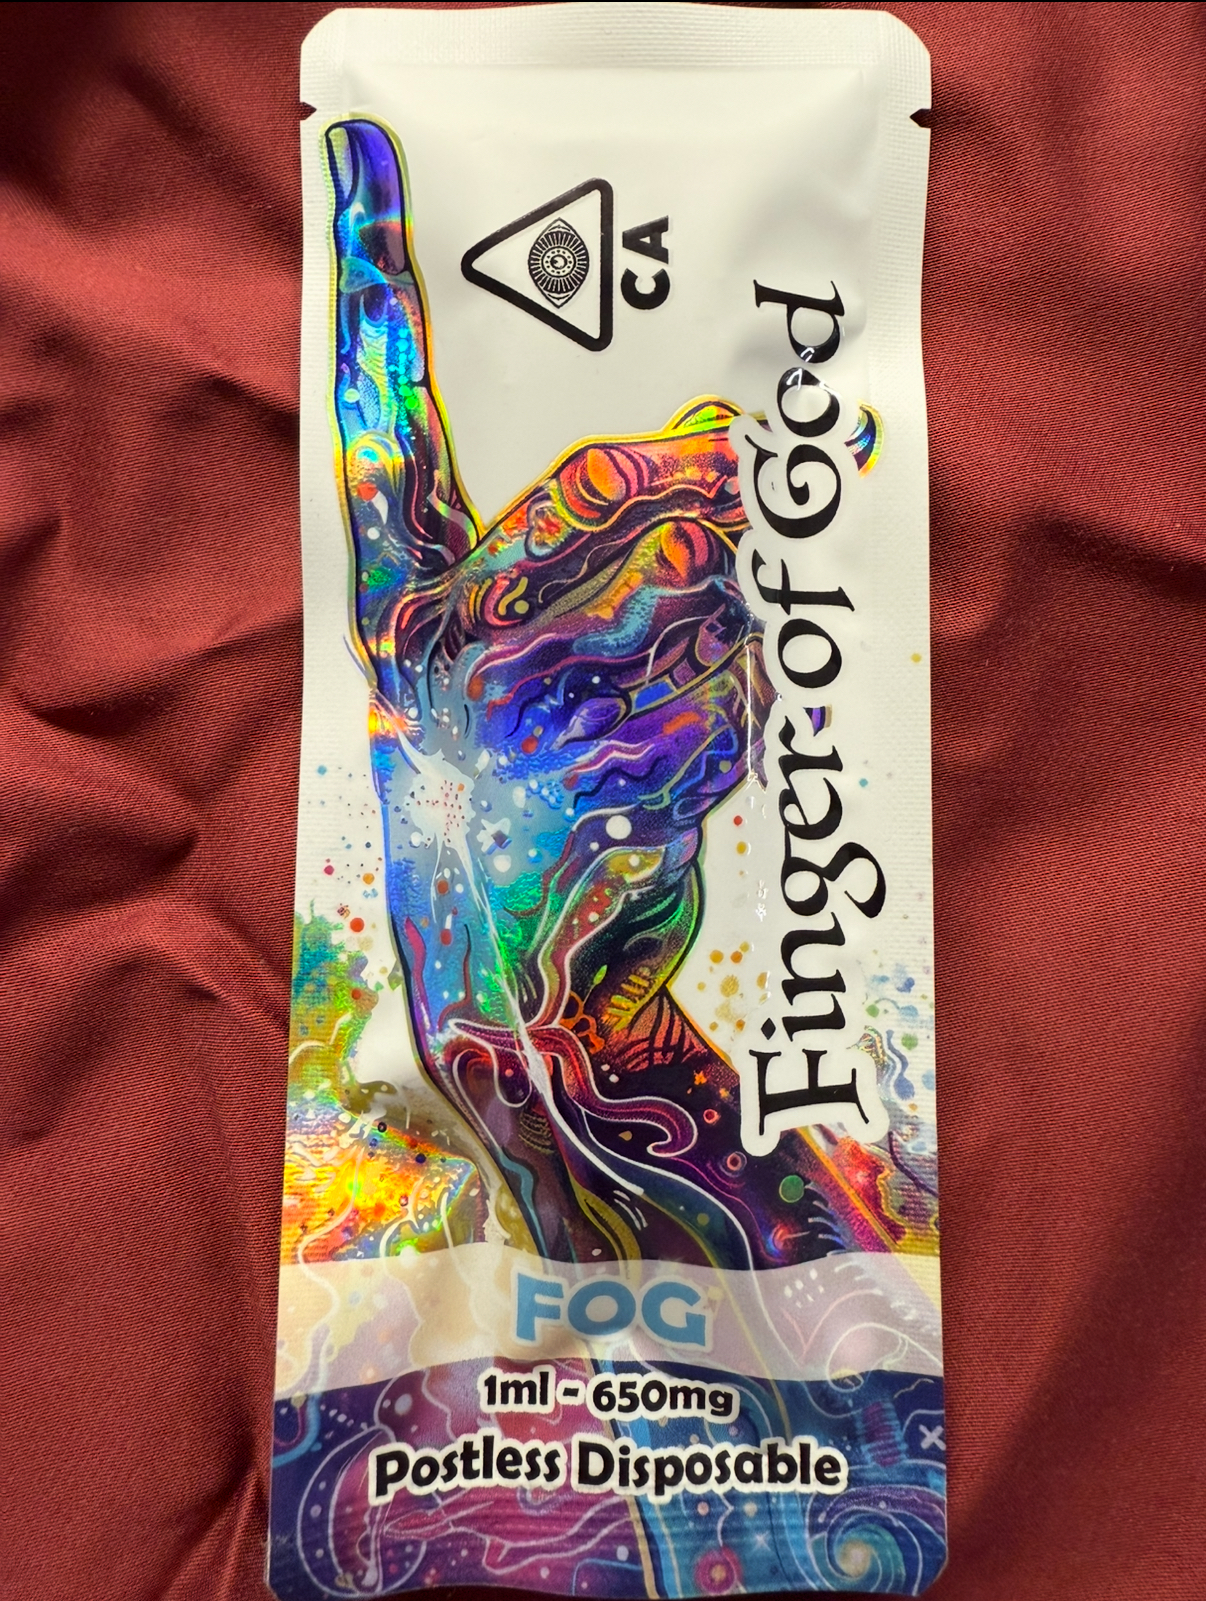 CA
Finger of God
FOG
1ml - 650mg
Postless Disposable